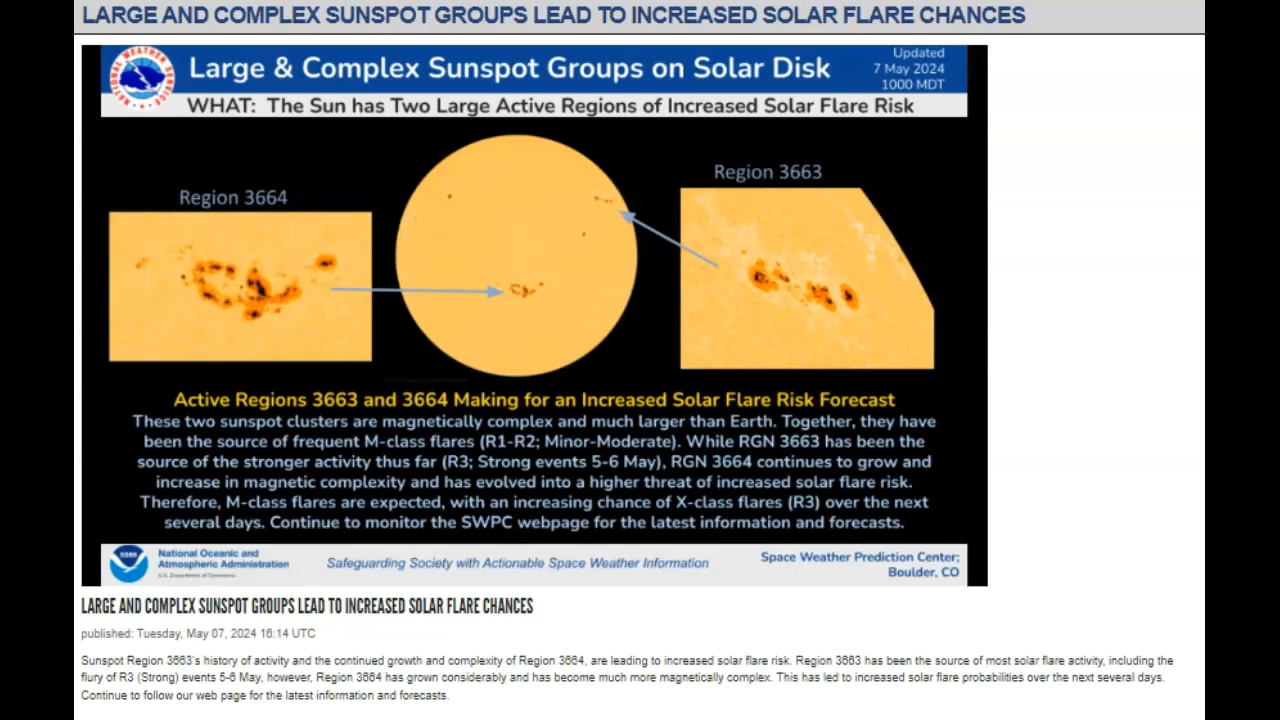 LARGE AND COMPLEX SUNSPOT GROUPS LEAD TO INCREASED SOLAR FLARE CHANCES
NATIONAL WEATHER SERVICE
Large & Complex Sunspot Groups on Solar Disk
Updated
7 May 2024
1000 MDT
WHAT: The Sun has Two Large Active Regions of Increased Solar Flare Risk
Region 3664
Region 3663
Active Regions 3663 and 3664 Making for an Increased Solar Flare Risk Forecast
These two sunspot clusters are magnetically complex and much larger than Earth. Together, they have
been the source of frequent M-class flares (R1-R2; Minor-Moderate). While RGN 3663 has been the
source of the stronger activity thus far (R3; Strong events 5-6 May), RGN 3664 continues to grow and
increase in magnetic complexity and has evolved into a higher threat of increased solar flare risk.
Therefore, M-class flares are expected, with an increasing chance of X-class flares (R3) over the next
several days. Continue to monitor the SWPC webpage for the latest information and forecasts.
NOAA
National Oceanic and
Atmospheric Administration
U.S. Department of Commerce
Safeguarding Society with Actionable Space Weather Information
Space Weather Prediction Center;
Boulder, CO
LARGE AND COMPLEX SUNSPOT GROUPS LEAD TO INCREASED SOLAR FLARE CHANCES
published: Tuesday, May 07, 2024 16:14 UTC
Sunspot Region 3663's history of activity and the continued growth and complexity of Region 3664, are leading to increased solar flare risk. Region 3663 has been the source of most solar flare activity, including the
flury of R3 (Strong) events 5-6 May, however, Region 3664 has grown considerably and has become much more magnetically complex. This has led to increased solar flare probabilities over the next several days.
Continue to follow our web page for the latest information and forecasts.